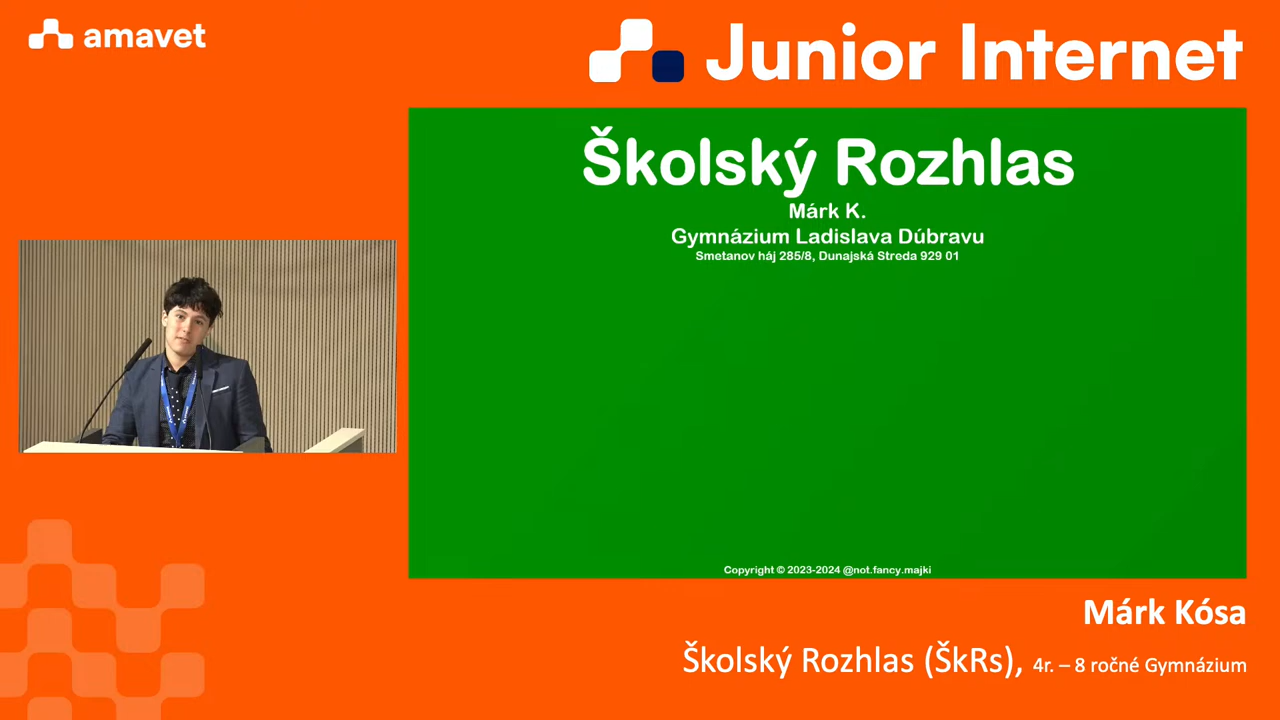 amavet
Junior Internet
Školský Rozhlas
Márk K.
Gymnázium Ladislava Dúbravu
Smetanov háj 285/8, Dunajská Streda 929 01
Copyright © 2023-2024 @not.fancy.majki
Márk Kósa
Školský Rozhlas (ŠkRs), 4r. – 8 ročné Gymnázium